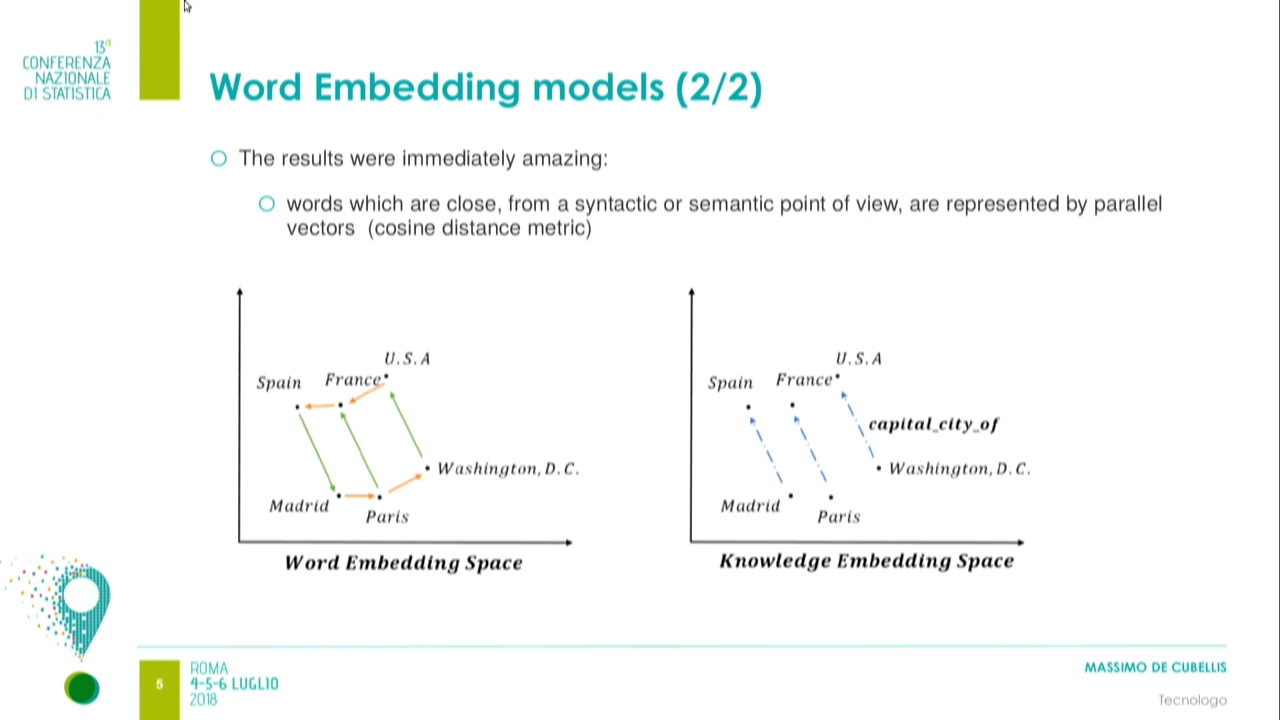 13ª
CONFERENZA
NAZIONALE
DI STATISTICA
Word Embedding models (2/2)
The results were immediately amazing:
words which are close, from a syntactic or semantic point of view, are represented by parallel
vectors (cosine distance metric)
U.S.A
Spain France
Washington, D.C.
Madrid
Paris
Word Embedding Space
U.S.A
Spain France
capital_city_of
Washington, D.C.
Madrid
Paris
Knowledge Embedding Space
5
ROMA
4-5-6 LUGLIO
2018
MASSIMO DE CUBELLIS
Tecnologo